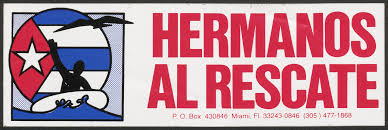 HERMANOS
AL RESCATE
P. O. Box 430846 Miami, Fl. 33243-0846 (305) 477-1868